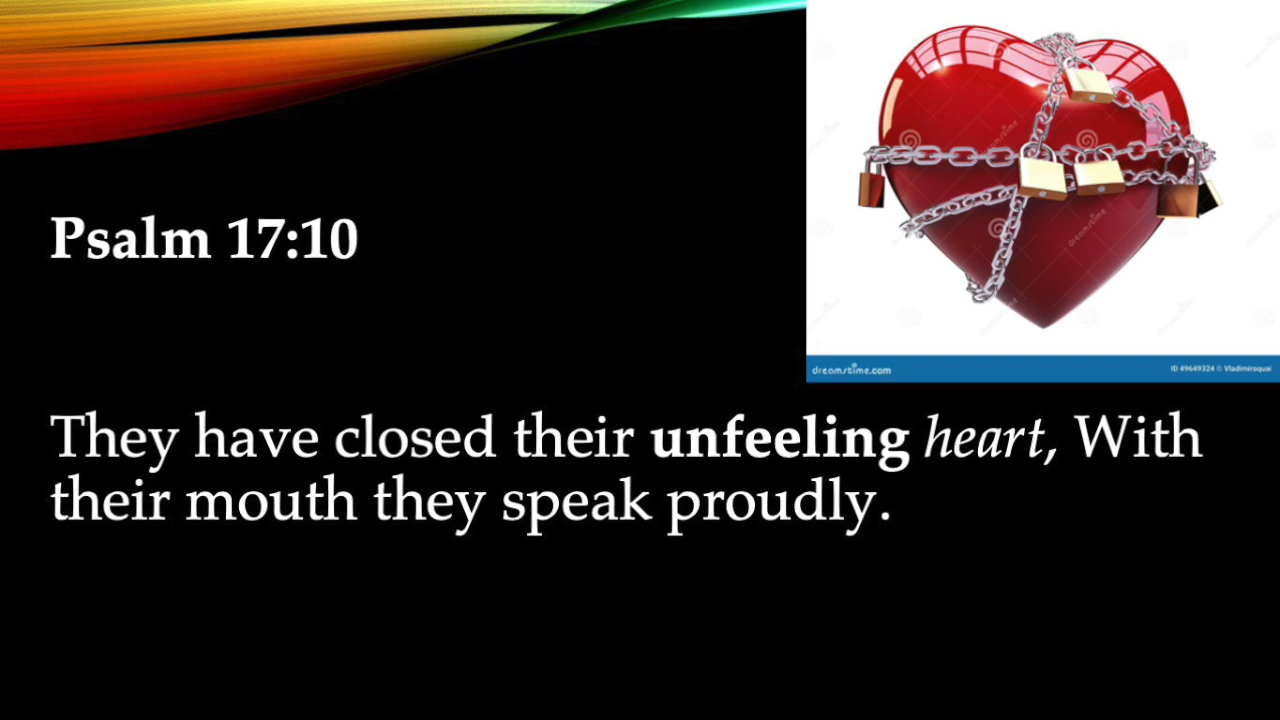 Psalm 17:10
They have closed their unfeeling heart, With
their mouth they speak proudly.
dreamstime.com
ID 49649324 © Vladimiroquai